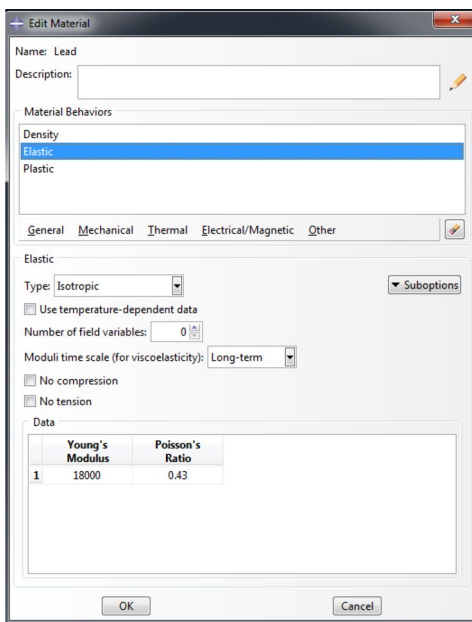 Edit Material
Name: Lead
Description:
Material Behaviors
Density
Elastic
Plastic
General Mechanical Thermal Electrical/Magnetic Other
Elastic
Type: Isotropic Suboptions
Use temperature-dependent data
Number of field variables: 0
Moduli time scale (for viscoelasticity): Long-term
No compression
No tension
Data
Young's Poisson's
Modulus Ratio
1 18000 0.43
OK Cancel